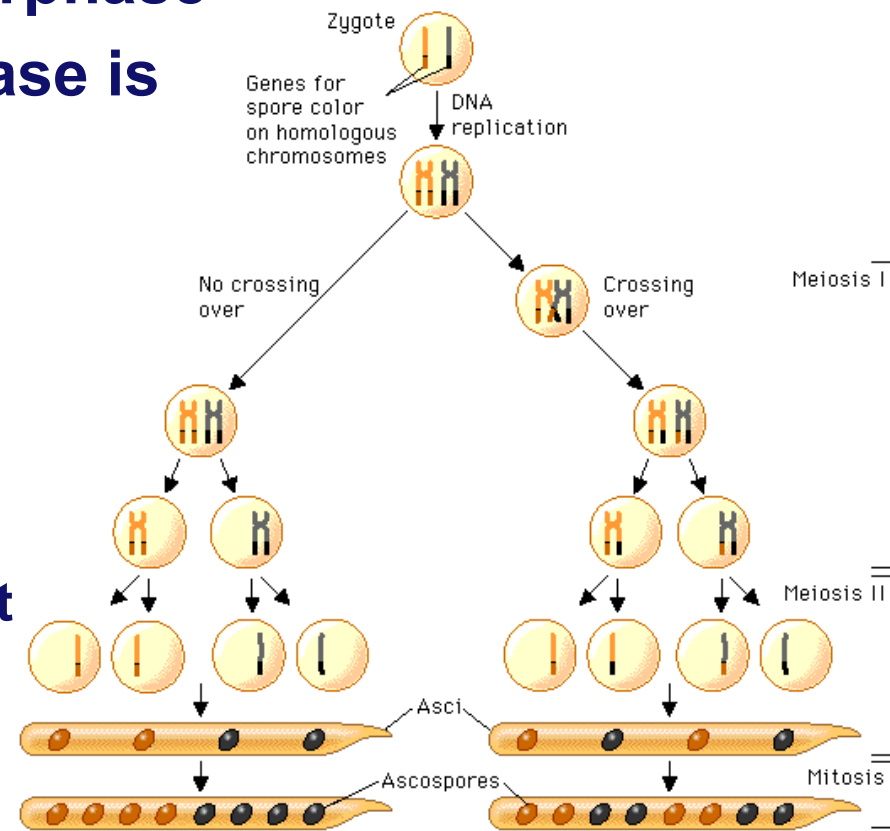 rphase
ase is
t
Zygote
Genes for
spore color
on homologous
chromosomes
DNA
replication
No crossing
over
Crossing
over
Meiosis I
Meiosis II
Asci
Ascospores
Mitosis